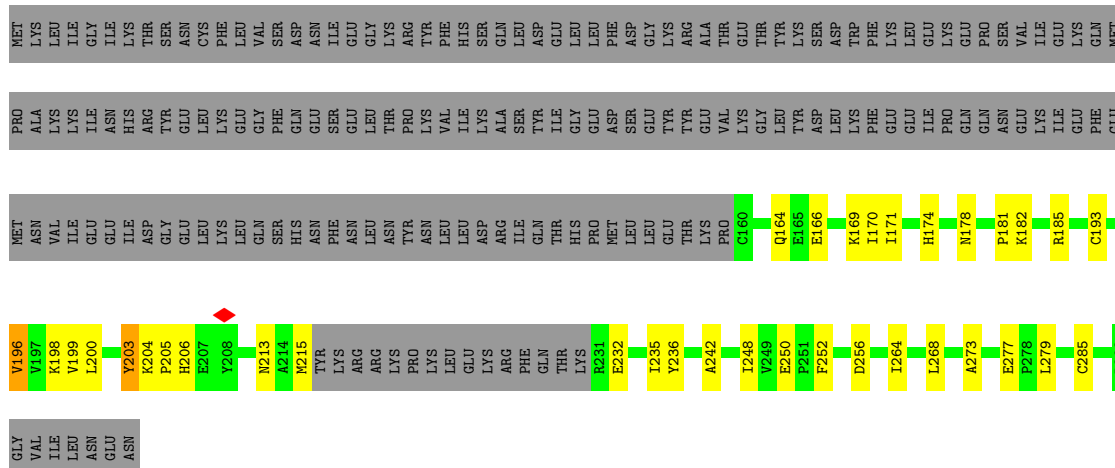 MET LYS LEU ILE GLY ILE LYS THR SER ASN CYS PHE LEU VAL SER ASP ASN ILE GLU GLY LYS ARG TYR PHE HIS SER GLN LEU ASP GLU LEU LEU PHE ASP GLY LYS ARG ALA THR GLU THR TYR LYS SER ASP TRP PHE LYS LEU GLU LYS GLU PRO SER VAL ILE GLU LYS GLN MET
PRO ALA LYS LYS ILE ASN HIS ARG TYR GLU LEU LYS GLU GLY PHE GLN GLU SER GLU LEU THR PRO LYS VAL ILE LYS ALA SER TYR ILE GLY GLU ASP SER GLU TYR TYR GLU VAL LYS GLY LEU TYR ASP LEU LYS PHE GLU GLU ILE PRO GLN GLN ASN GLU LYS ILE GLU PHE GLU
MET ASN VAL ILE GLU GLU ILE ASP GLY GLU LEU LYS LEU GLN SER HIS ASN PHE ASN LEU ASN TYR ASN LEU LEU ASP ARG ILE GLN THR HIS PRO MET LEU LEU GLU THR LYS PRO C160 Q164 E165 E166 K169 I170 I171 H174 N178 P181 K182 R185 C193
V196 V197 K198 V199 L200 Y203 K204 P205 H206 E207 Y208 N213 A214 M215 TYR LYS ARG ARG LYS PRO LYS LEU GLU LYS ARG PHE GLN THR LYS R231 E232 I235 Y236 A242 I248 V249 E250 P251 F252 D256 I264 L268 A273 E277 P278 L279 C285
GLY VAL ILE LEU ASN GLU ASN